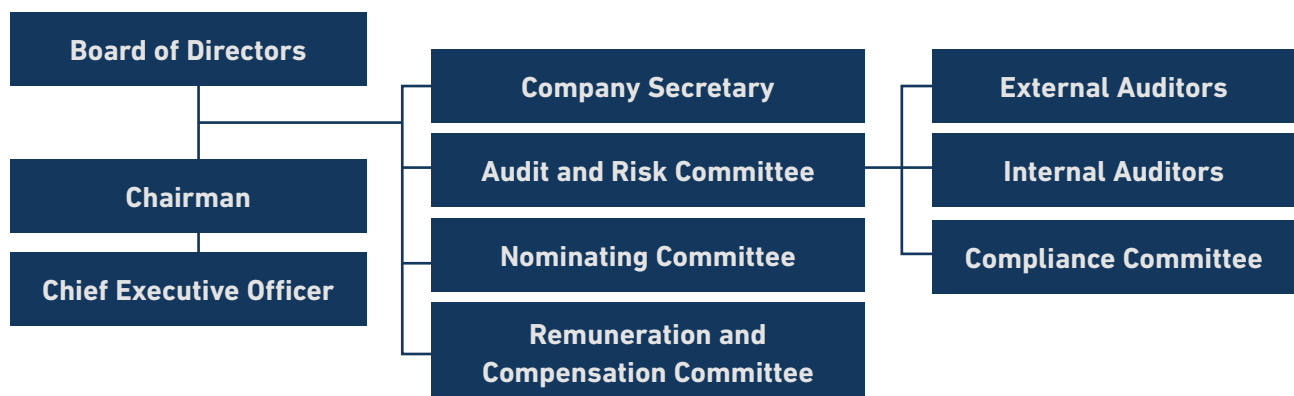 Board of Directors
Chairman
Chief Executive Officer
Company Secretary
Audit and Risk Committee
Nominating Committee
Remuneration and
Compensation Committee
External Auditors
Internal Auditors
Compliance Committee